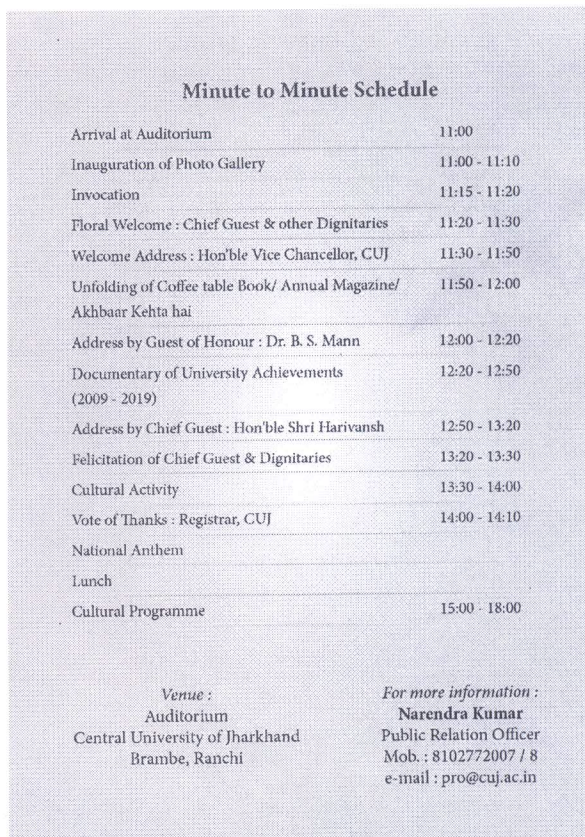 Minute to Minute Schedule
Arrival at Auditorium 11:00
Inauguration of Photo Gallery 11:00 - 11:10
Invocation 11:15 - 11:20
Floral Welcome : Chief Guest & other Dignitaries 11:20 - 11:30
Welcome Address : Hon'ble Vice Chancellor, CUJ 11:30 - 11:50
Unfolding of Coffee table Book/ Annual Magazine/ 11:50 - 12:00
Akhbaar Kehta hai
Address by Guest of Honour : Dr. B. S. Mann 12:00 - 12:20
Documentary of University Achievements 12:20 - 12:50
(2009 - 2019)
Address by Chief Guest : Hon'ble Shri Harivansh 12:50 - 13:20
Felicitation of Chief Guest & Dignitaries 13:20 - 13:30
Cultural Activity 13:30 - 14:00
Vote of Thanks : Registrar, CUJ 14:00 - 14:10
National Anthem
Lunch
Cultural Programme 15:00 - 18:00
Venue :
Auditorium
Central University of Jharkhand
Brambe, Ranchi
For more information :
Narendra Kumar
Public Relation Officer
Mob. : 8102772007 / 8
e-mail : pro@cuj.ac.in